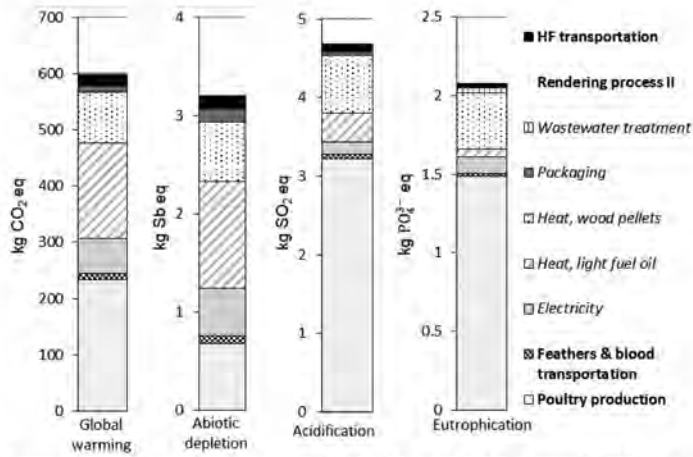 700
600
500
400
300
200
100
0
kg CO2 eq
Global
warming
4
3
2
1
0
kg Sb eq
Abiotic
depletion
5
4
3
2
1
0
kg SO2 eq
Acidification
2.5
2
1.5
1
0.5
0
kg PO₄³⁻ eq
Eutrophication
HF transportation
Rendering process II
Wastewater treatment
Packaging
Heat, wood pellets
Heat, light fuel oil
Electricity
Feathers & blood
transportation
Poultry production